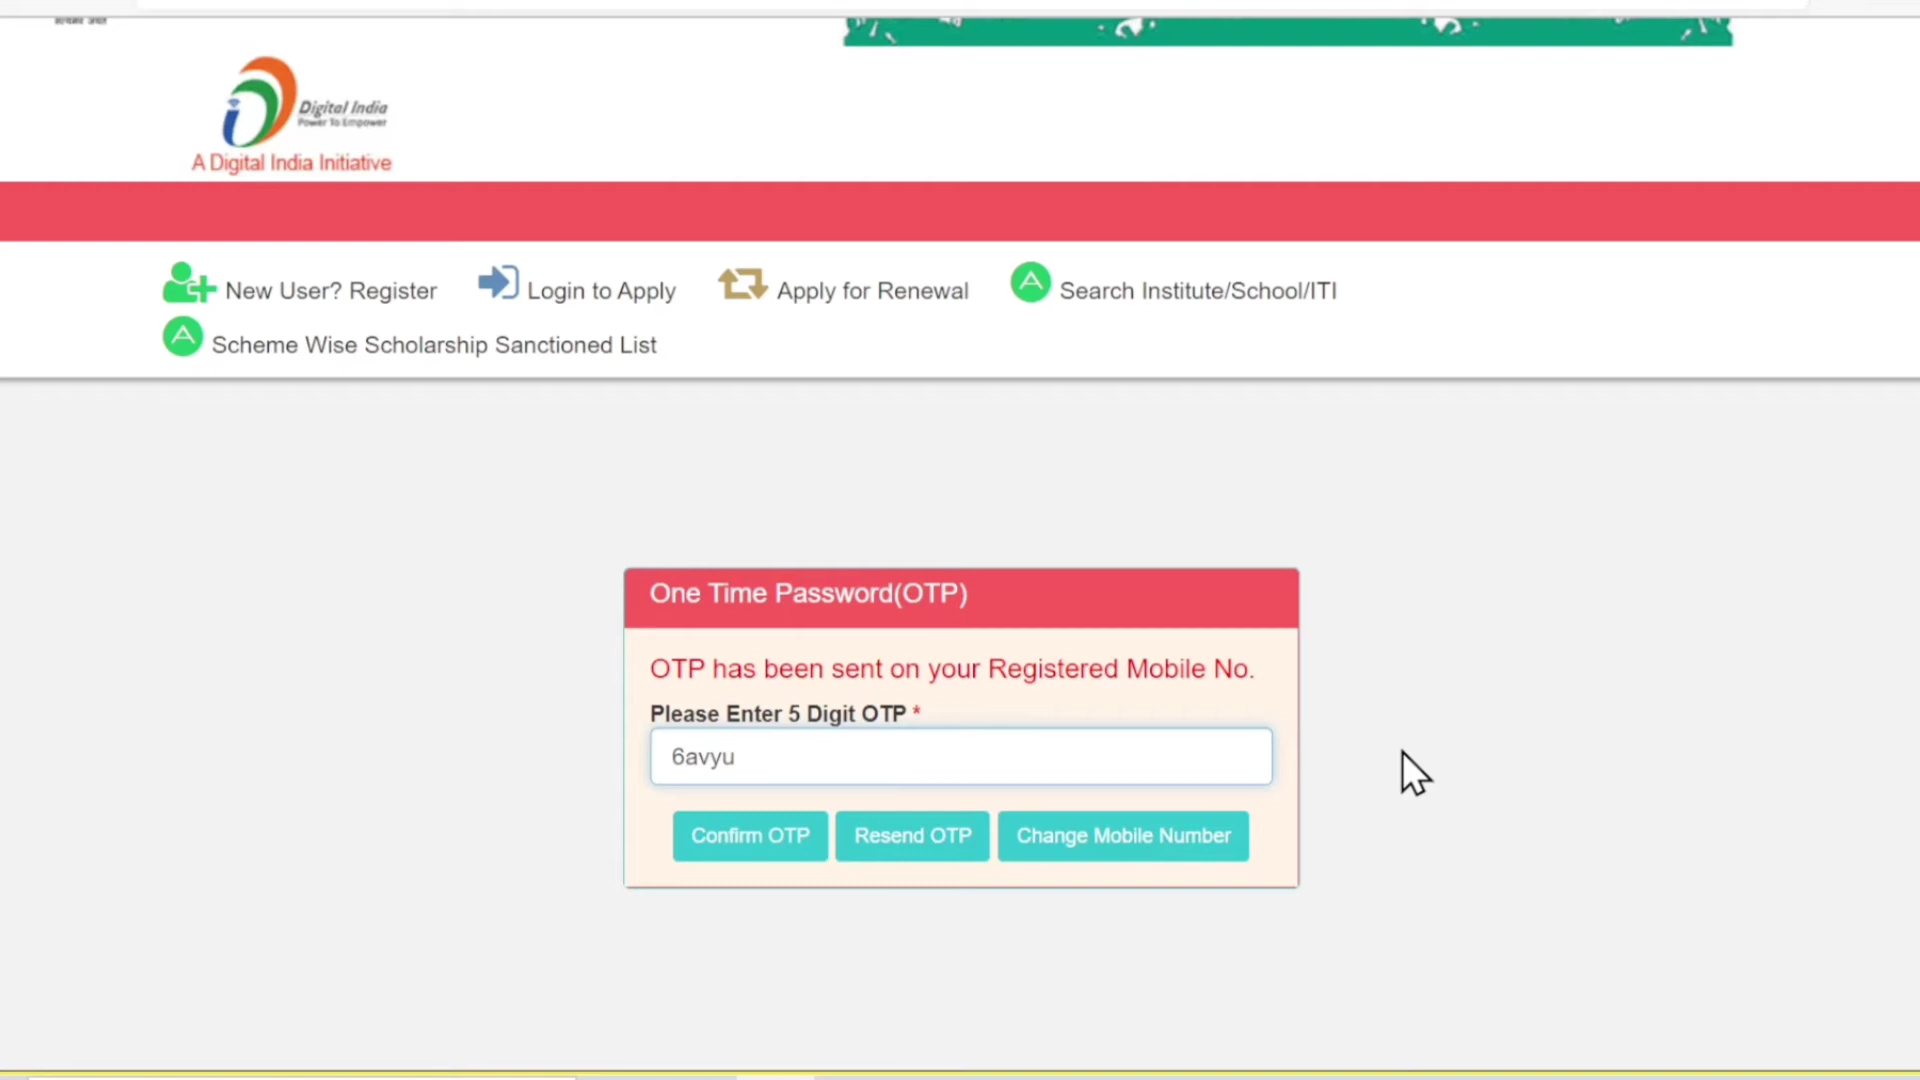 Digital India
Power To Empower
A Digital India Initiative
New User? Register
Login to Apply
Apply for Renewal
Search Institute/School/ITI
Scheme Wise Scholarship Sanctioned List
One Time Password(OTP)
OTP has been sent on your Registered Mobile No.
Please Enter 5 Digit OTP *
6avyu
Confirm OTP
Resend OTP
Change Mobile Number